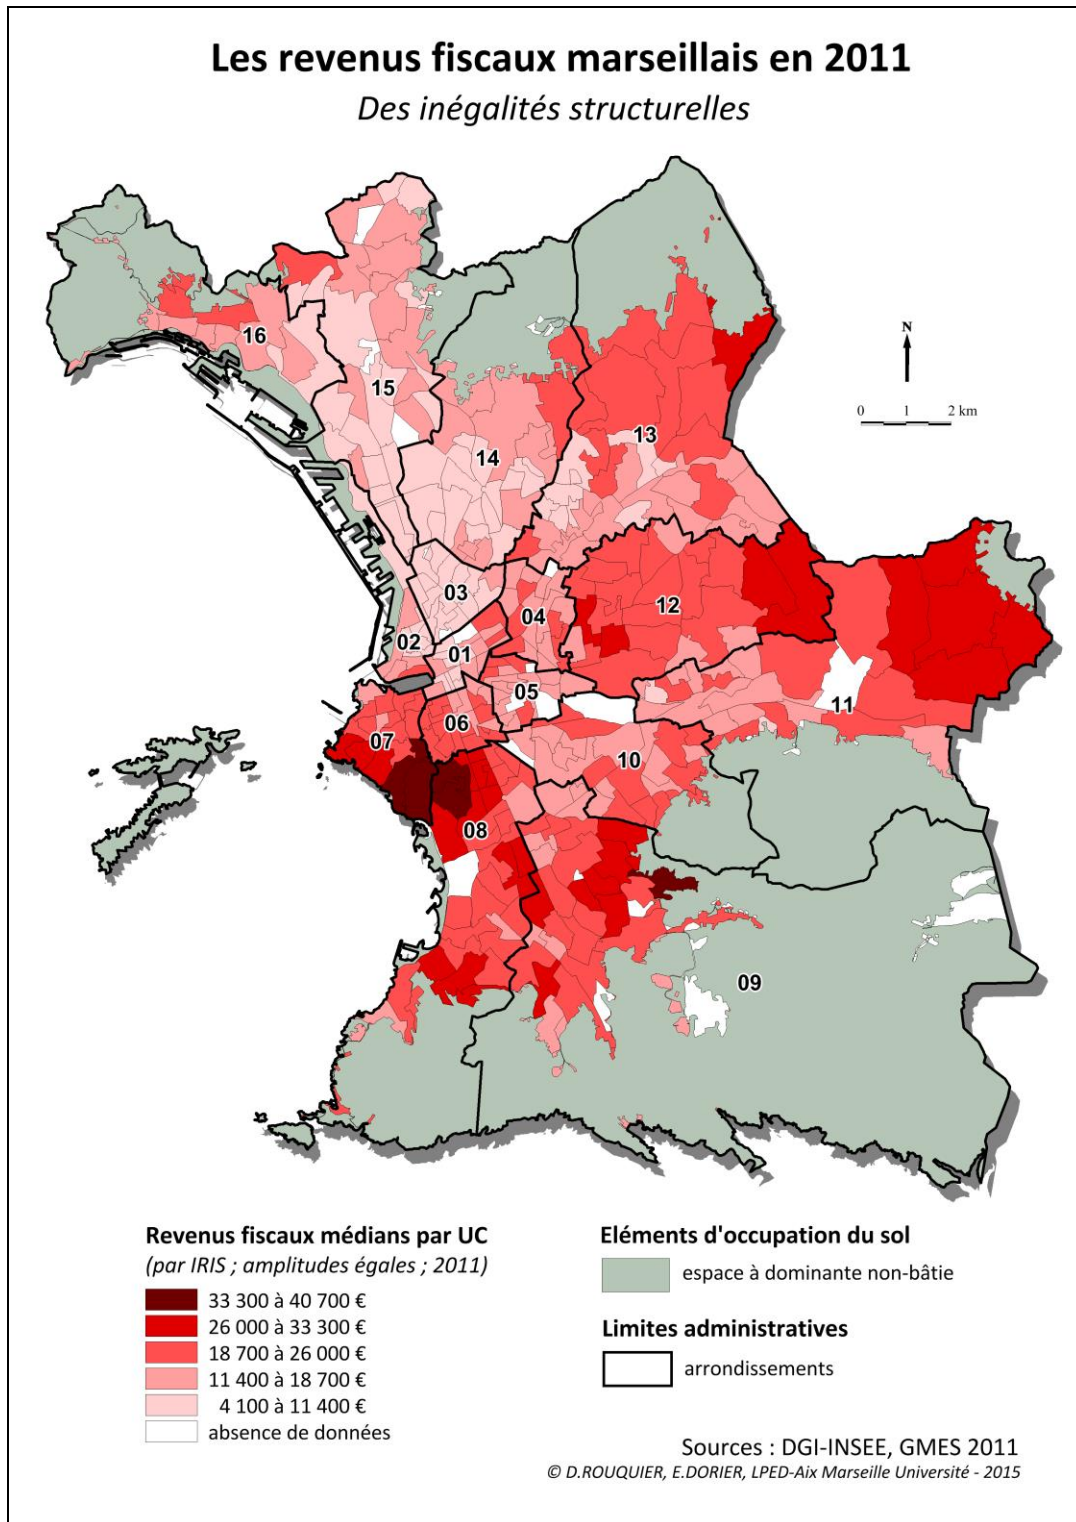 Les revenus fiscaux marseillais en 2011
Des inégalités structurelles
N
0 1 2 km
16
15
14
13
03
04
12
02
01
05
11
06
07
10
08
09
Revenus fiscaux médians par UC
(par IRIS ; amplitudes égales ; 2011)
33 300 à 40 700 €
26 000 à 33 300 €
18 700 à 26 000 €
11 400 à 18 700 €
4 100 à 11 400 €
absence de données
Eléments d'occupation du sol
espace à dominante non-bâtie
Limites administratives
arrondissements
Sources : DGI-INSEE, GMES 2011
© D.ROUQUIER, E.DORIER, LPED-Aix Marseille Université - 2015